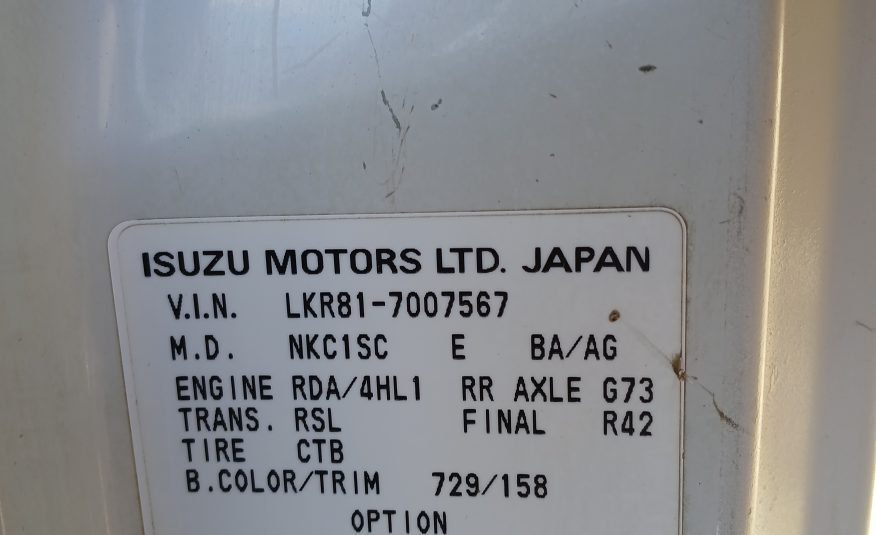 ISUZU MOTORS LTD. JAPAN
V.I.N. LKR81-7007567
M.D. NKC1SC E BA/AG
ENGINE RDA/4HL1 RR AXLE G73
TRANS. RSL FINAL R42
TIRE CTB
B.COLOR/TRIM 729/158
OPTION